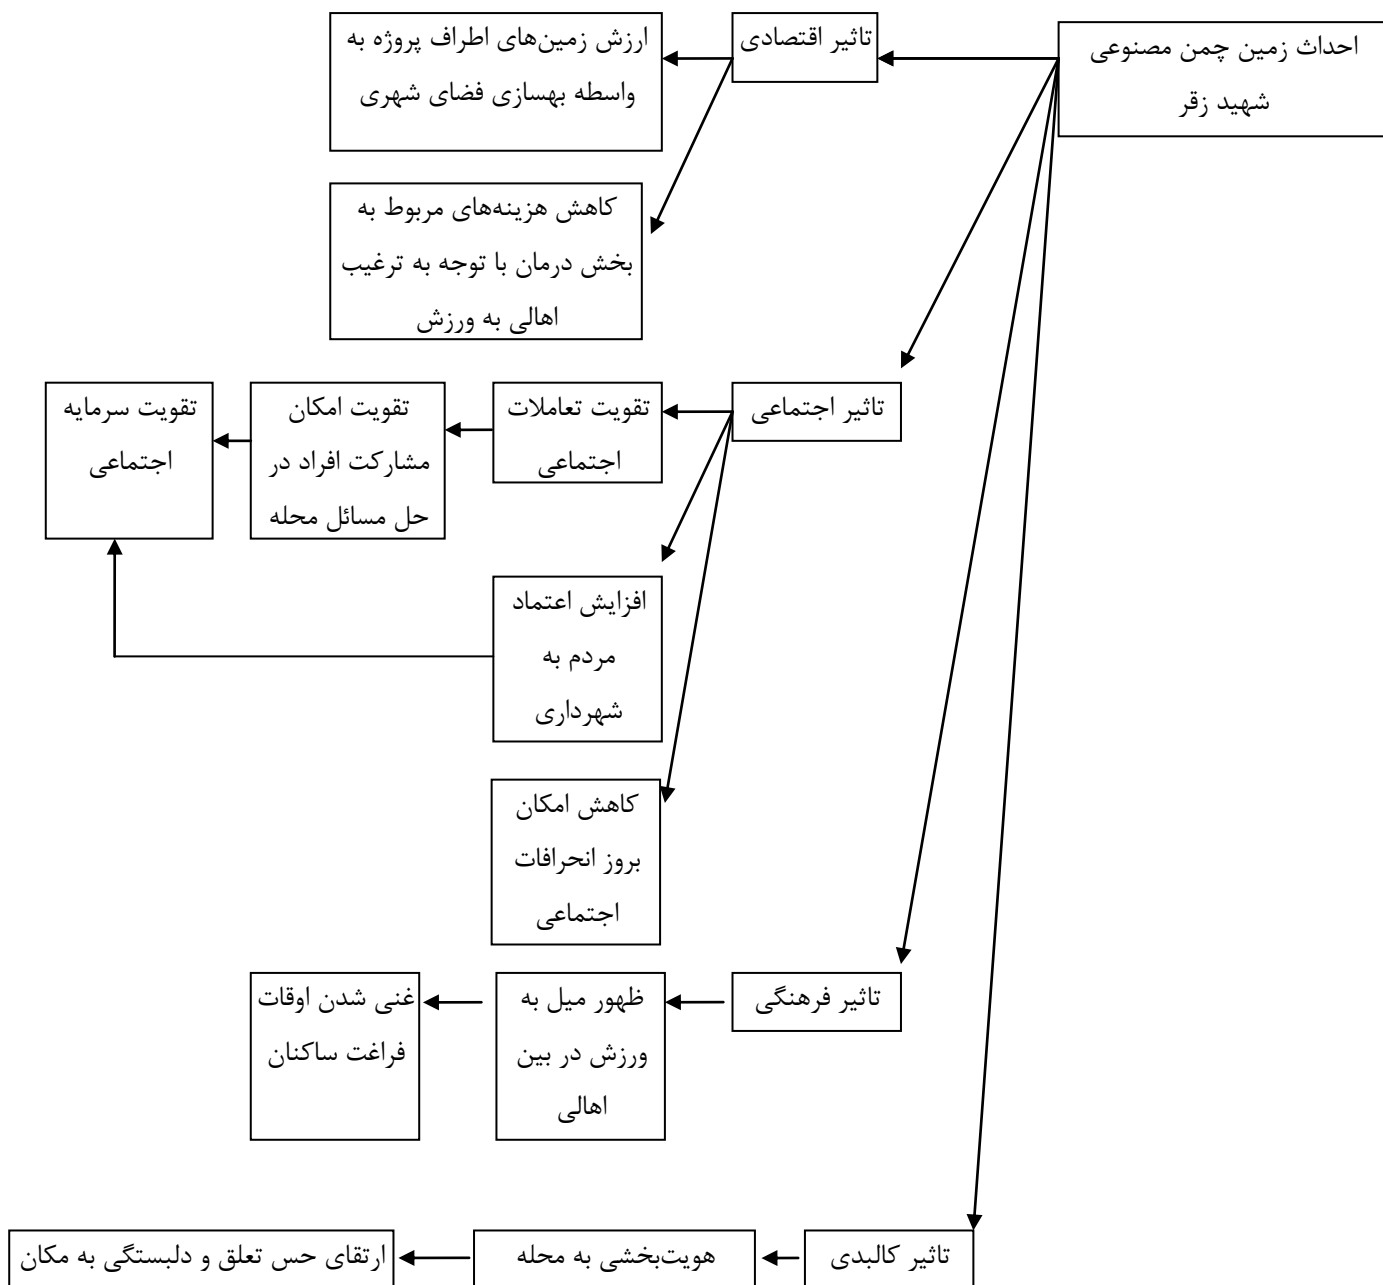 احداث زمین چمن مصنوعی
شهید زقر
تاثیر اقتصادی
ارزش زمین‌های اطراف پروژه به
واسطه بهسازی فضای شهری
کاهش هزینه‌های مربوط به
بخش درمان با توجه به ترغیب
اهالی به ورزش
تاثیر اجتماعی
تقویت تعاملات
اجتماعی
تقویت امکان
مشارکت افراد در
حل مسائل محله
تقویت سرمایه
اجتماعی
افزایش اعتماد
مردم به
شهرداری
کاهش امکان
بروز انحرافات
اجتماعی
تاثیر فرهنگی
ظهور میل به
ورزش در بین
اهالی
غنی شدن اوقات
فراغت ساکنان
تاثیر کالبدی
هویت‌بخشی به محله
ارتقای حس تعلق و دلبستگی به مکان